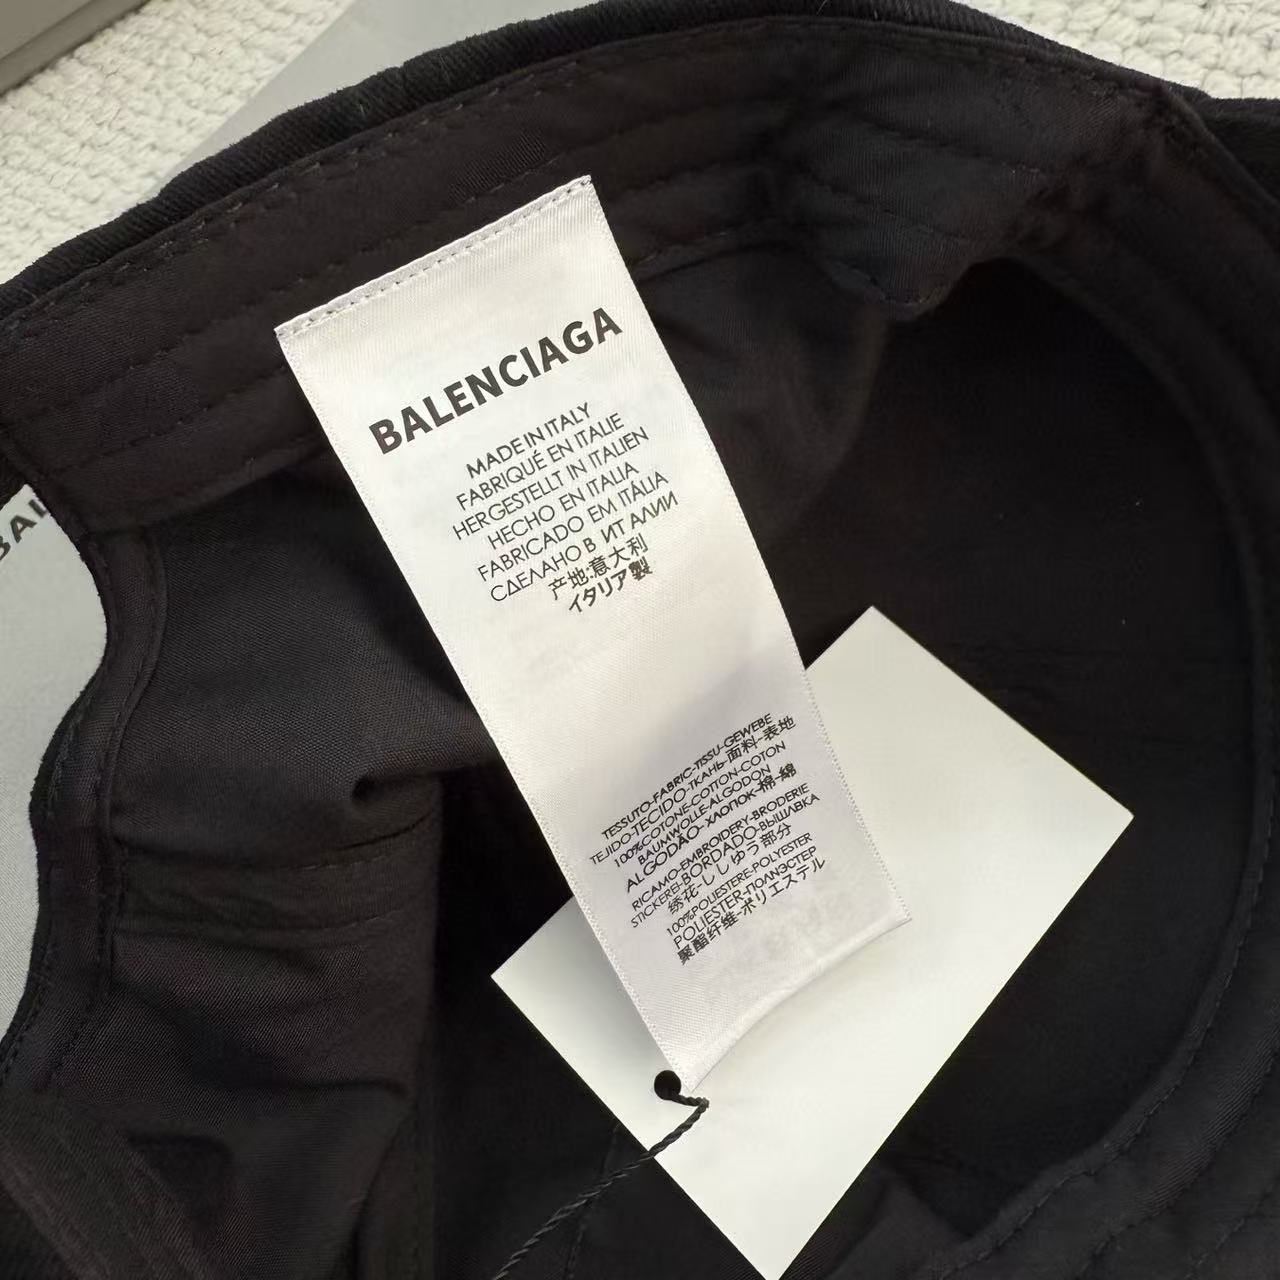 BALENCIAGA
MADE IN ITALY
FABRIQUÉ EN ITALIE
HERGESTELLT IN ITALIEN
HECHO EN ITALIA
FABRICADO EM ITÁLIA
СДЕЛАНО В ИТАЛИИ
产地:意大利
イタリア製
TESSUTO-FABRIC-TISSU-GEWEBE
TEJIDO-TECIDO-ТКАНЬ-面料-表地
100%COTONE-COTTON-COTON
BAUMWOLLE-ALGODON
ALGODÃO-ХЛОПОК-棉-綿
RICAMO-EMBROIDERY-BRODERIE
STICKEREI-BORDADO-ВЫШИВКА
绣花-ししゅう部分
100%POLIESTERE-POLYESTER
POLIESTER-ПОЛИЭСТЕР
聚酯纤维-ポリエステル
BAL